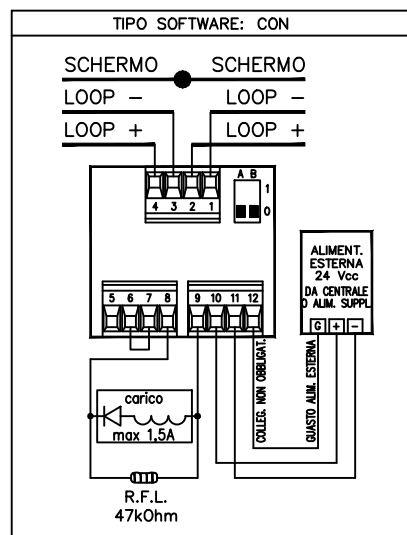 TIPO SOFTWARE: CON
SCHERMO SCHERMO
LOOP - LOOP -
LOOP + LOOP +
A B
1
0
4 3 2 1
5 6 7 8 9 10 11 12
ALIMENT.
ESTERNA
24 Vcc
DA CENTRALE
O ALIM. SUPPL.
G + -
COLLEG. NON OBBLIGAT.
GUASTO ALIM. ESTERNA
carico
max 1,5A
R.F.L.
47kOhm